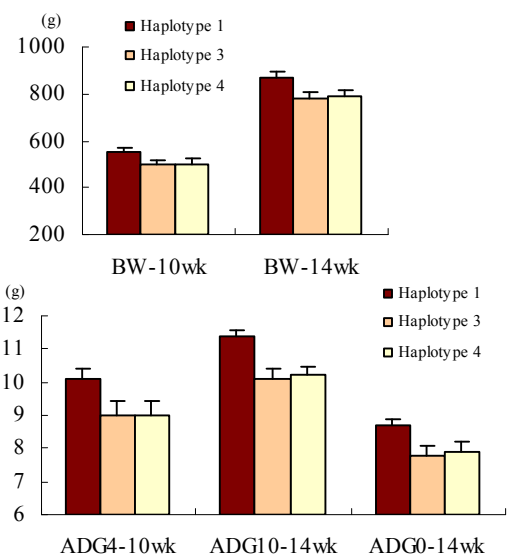 (g)
1000
800
600
400
200
Haplotype 1
Haplotype 3
Haplotype 4
BW-10wk BW-14wk
(g)
12
11
10
9
8
7
6
Haplotype 1
Haplotype 3
Haplotype 4
ADG4-10wk ADG10-14wk ADG0-14wk